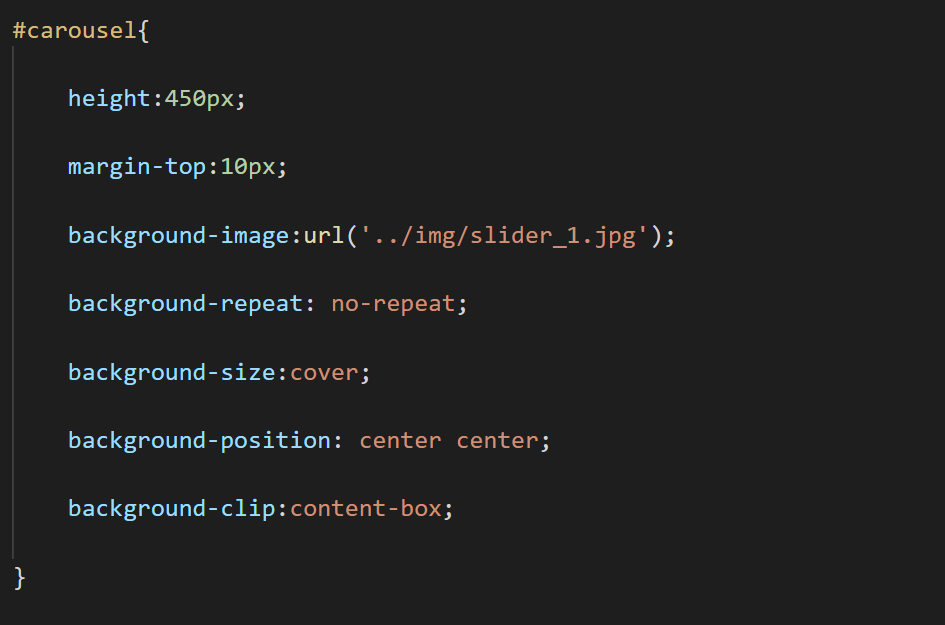 #carousel{
height:450px;
margin-top:10px;
background-image:url('../img/slider_1.jpg');
background-repeat: no-repeat;
background-size:cover;
background-position: center center;
background-clip:content-box;
}